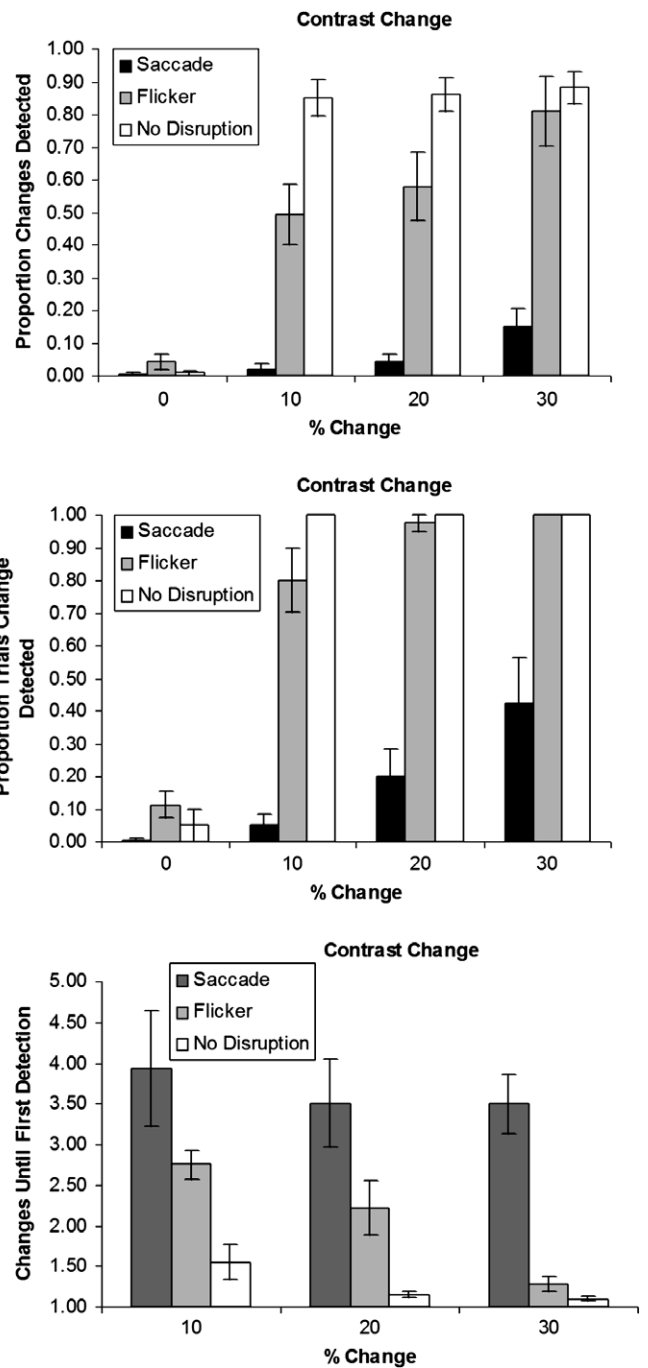 Contrast Change
Proportion Changes Detected
1.00
0.90
0.80
0.70
0.60
0.50
0.40
0.30
0.20
0.10
0.00
Saccade
Flicker
No Disruption
0 10 20 30
% Change
Contrast Change
Proportion Trials Change
Detected
1.00
0.90
0.80
0.70
0.60
0.50
0.40
0.30
0.20
0.10
0.00
Saccade
Flicker
No Disruption
0 10 20 30
% Change
Contrast Change
Changes Until First Detection
5.00
4.50
4.00
3.50
3.00
2.50
2.00
1.50
1.00
Saccade
Flicker
No Disruption
10 20 30
% Change